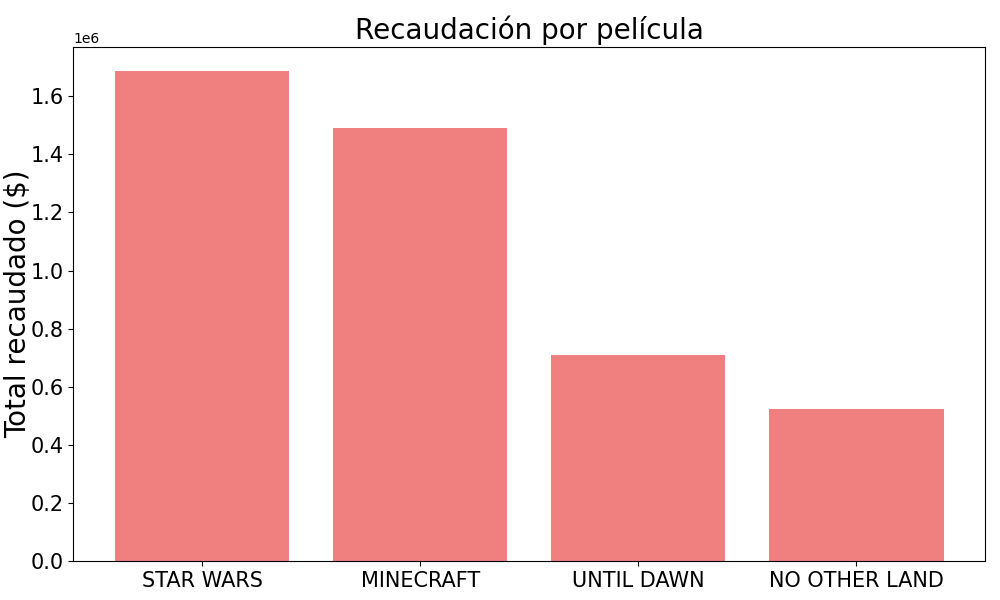 Recaudación por película
1e6
Total recaudado ($)
1.6
1.4
1.2
1.0
0.8
0.6
0.4
0.2
0.0
STAR WARS MINECRAFT UNTIL DAWN NO OTHER LAND